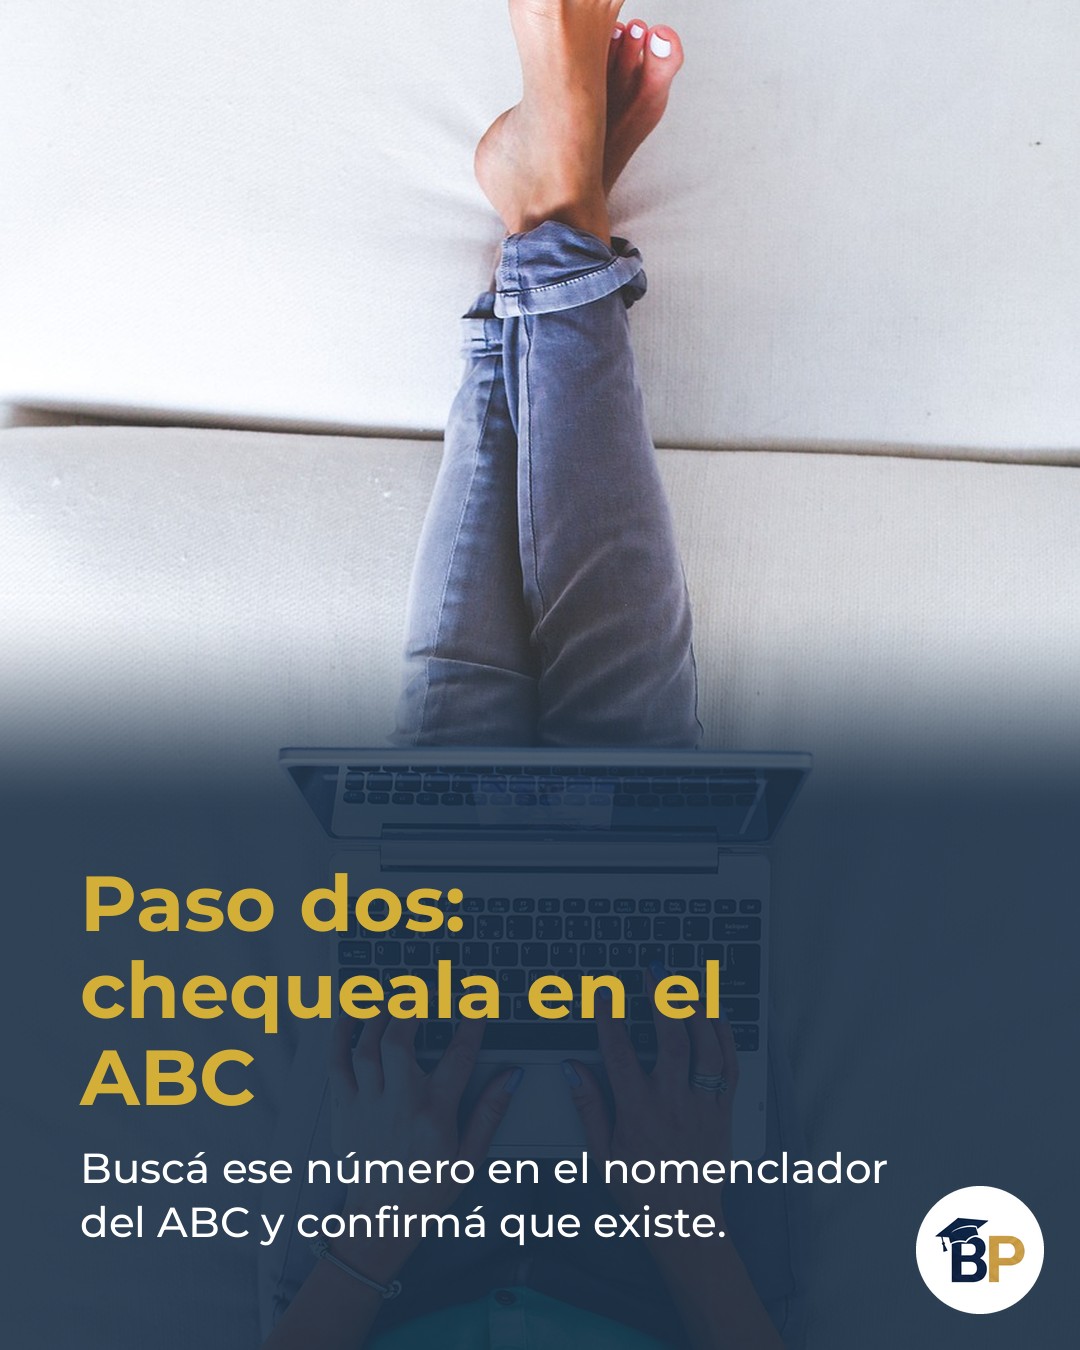 Paso dos:
chequeala en el
ABC
Buscá ese número en el nomenclador
del ABC y confirmá que existe.
BP